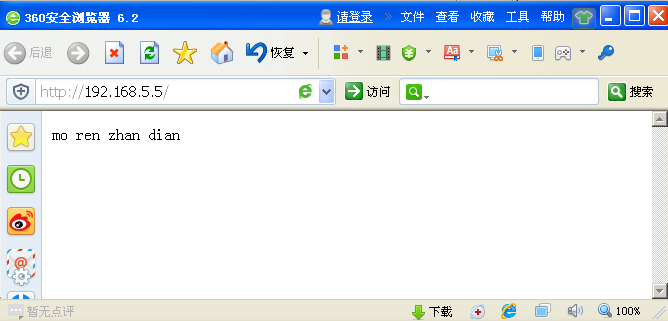 360安全浏览器 6.2 请登录 » 文件 查看 收藏 工具 帮助
后退 恢复
http://192.168.5.5/ 访问 搜索
mo ren zhan dian
暂无点评 下载 100%